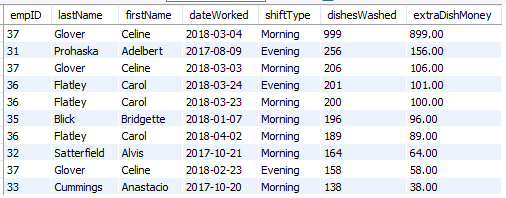 empID lastName firstName dateWorked shiftType dishesWashed extraDishMoney
37 Glover Celine 2018-03-04 Morning 999 899.00
31 Prohaska Adelbert 2017-08-09 Evening 256 156.00
37 Glover Celine 2018-03-03 Morning 206 106.00
36 Flatley Carol 2018-03-24 Evening 201 101.00
36 Flatley Carol 2018-03-23 Morning 200 100.00
35 Blick Bridgette 2018-01-07 Morning 196 96.00
36 Flatley Carol 2018-04-02 Morning 189 89.00
32 Satterfield Alvis 2017-10-21 Morning 164 64.00
37 Glover Celine 2018-02-23 Evening 158 58.00
33 Cummings Anastacio 2017-10-20 Morning 138 38.00